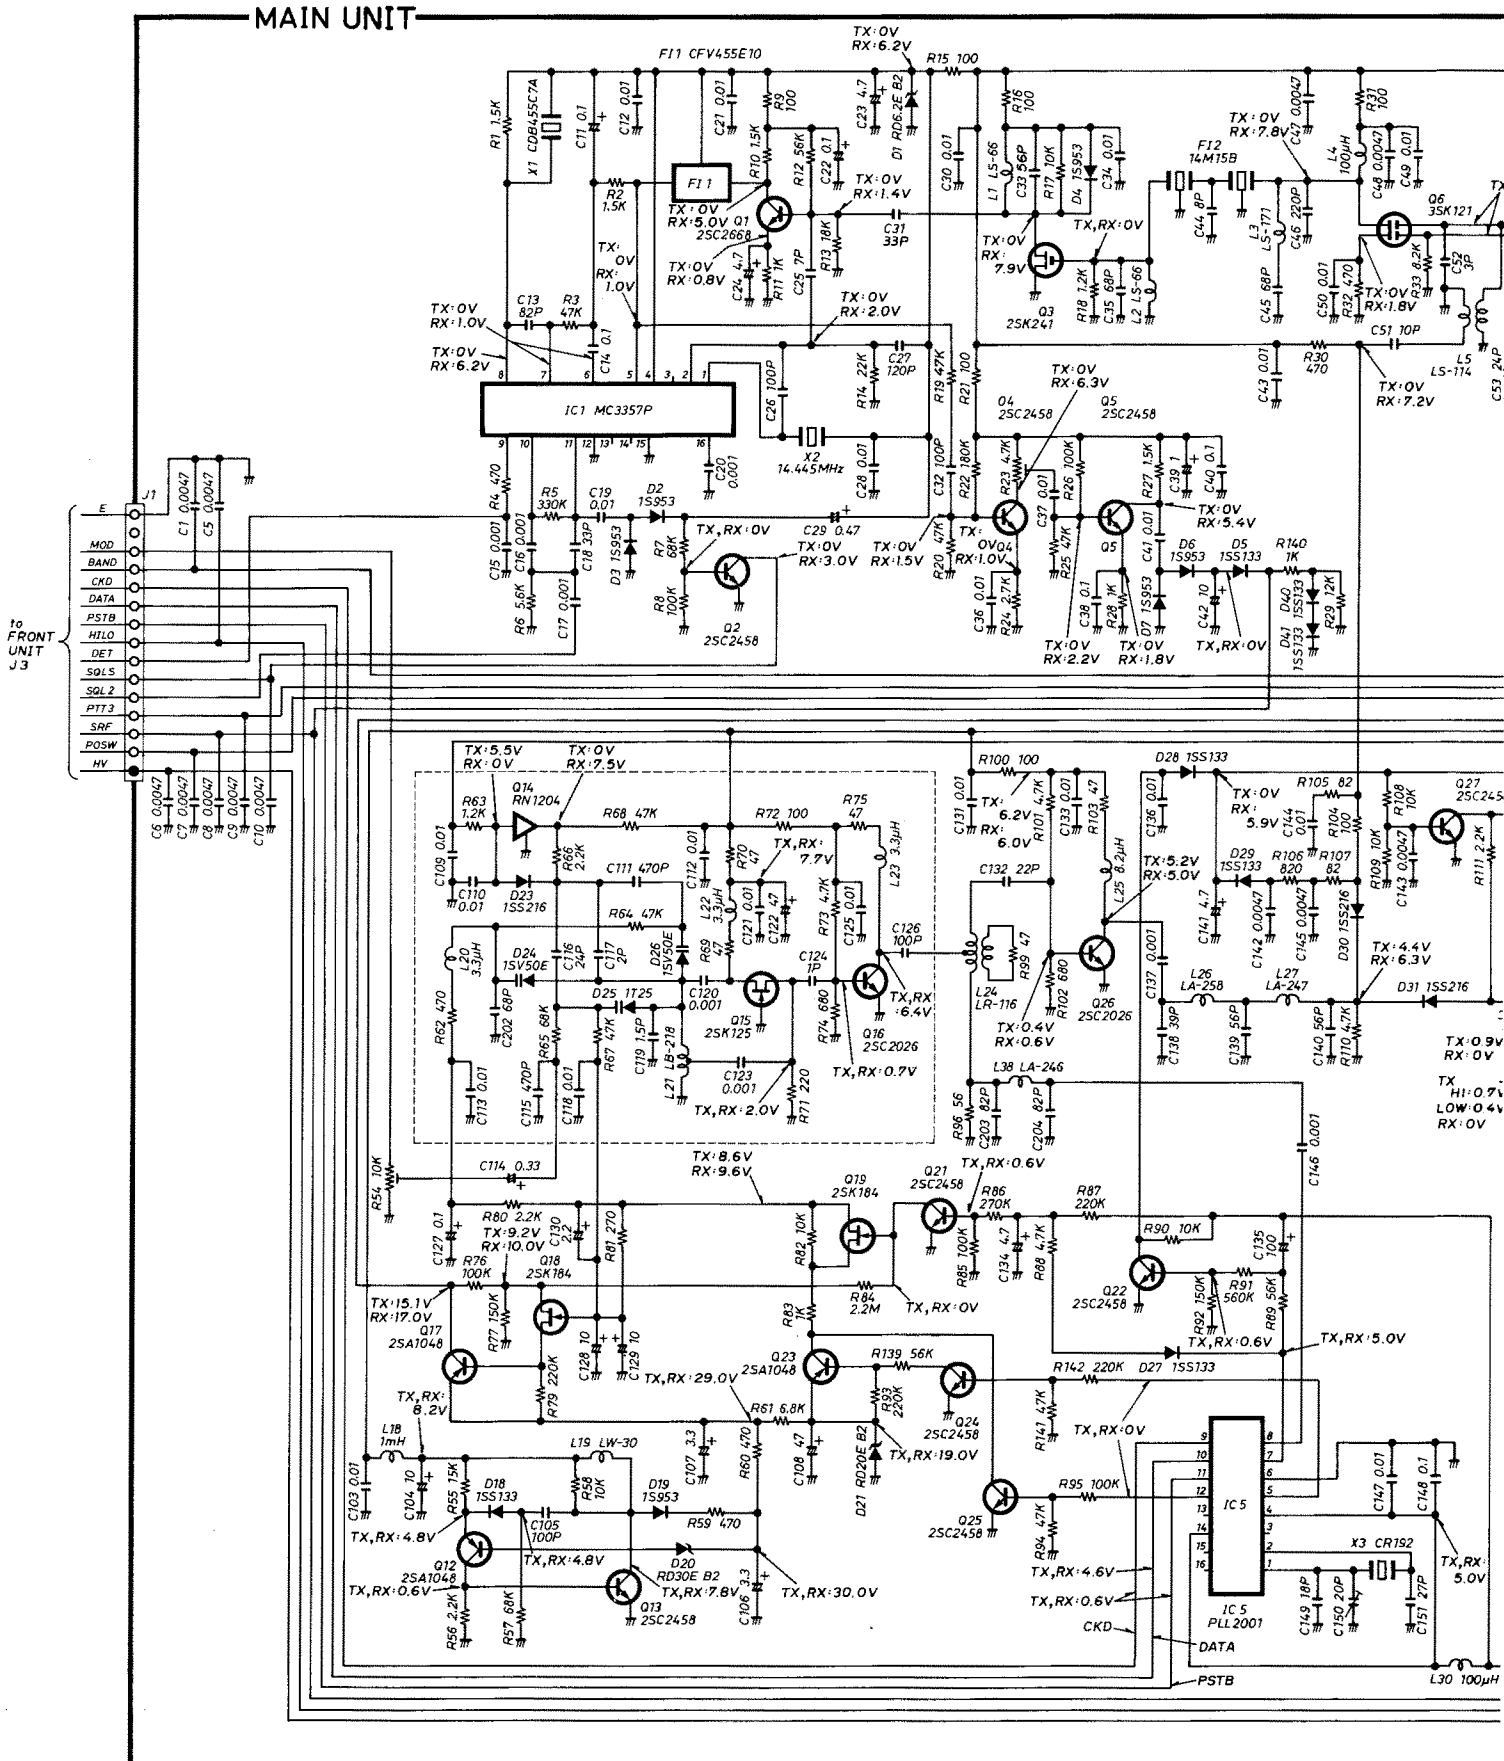 MAIN UNIT
TX:0V
RX:6.2V
FI1 CFV455E10
R15 100
R1 1.5K
X1 CDB455C7A
C11 0.1
C12 0.01
C21 0.01
R9 100
C23 4.7
D1 RD6.2E B2
R16 100
C47 0.0047
R31 100
R10 1.5K
R12 56K
C22 0.1
C30 0.01
L1 LS-66
C33 56P
R17 10K
D4 1S953
C34 0.01
TX:0V
RX:7.8V
FI2
14M15B
L4
100μH
C48 0.0047
C49 0.01
FI1
R2
1.5K
TX:0V
RX:5.0V
Q1
2SC2668
TX:0V
RX:1.4V
C31
33P
R13 18K
TX:0V
RX:
7.9V
TX,RX:0V
C44 8P
L3
LS-171
C46 220P
Q6
3SK121
TX:
0V
RX:
1.0V
TX:0V
RX:0.8V
C24 4.7
R11 1K
C25 7P
Q3
2SK241
R18 1.2K
C35 68P
L2 LS-66
C45 68P
C50 0.01
R32 470
TX:0V
RX:1.8V
R33 8.2K
C52
3P
TX:0V
RX:1.0V
C13
82P
R3
47K
C14 0.1
TX:0V
RX:2.0V
TX:0V
RX:6.2V
C26 100P
R14 22K
C27
120P
R19 47K
R21 100
C43 0.01
R30
470
C51 10P
L5
LS-114
C53 24P
TX:0V
RX:7.2V
8 7 6 5 4 3 2 1
IC1 MC3357P
9 10 11 12 13 14 15 16
TX:0V
RX:6.3V
Q4
2SC2458
Q5
2SC2458
X2
14.445MHz
C20
0.001
C28 0.01
C32 100P
R22 180K
R23 4.7K
C37 0.01
R26 100K
R27 1.5K
C39 1
C40 0.1
R4 470
R5
330K
C19
0.01
D2
1S953
J1
C1 0.0047
C5 0.0047
C15 0.001
C16 0.001
C18 33P
D3 1S953
R7
68K
TX,RX:0V
C29 0.47
TX:0V
RX:3.0V
TX:0V
RX:1.5V
R20 47K
TX:
0V
RX:1.0V
Q4
R25 47K
Q5
C41 0.01
TX:0V
RX:5.4V
D6
1S953
D5
1SS133
R140
1K
R6 5.6K
C17 0.001
R8
100K
Q2
2SC2458
C36 0.01
R24 2.7K
C38 0.1
R28 1K
D7 1S953
C42 10
TX,RX:0V
D40
1SS133
D41
1SS133
R29 12K
TX:0V
RX:2.2V
TX:0V
RX:1.8V
to
FRONT
UNIT
J3
E
MOD
BAND
CKD
DATA
PSTB
HILO
DET
SQLS
SQL2
PTT3
SRF
POSW
HV
C6 0.0047
C7 0.0047
C8 0.0047
C9 0.0047
C10 0.0047
TX:5.5V
RX:0V
TX:0V
RX:7.5V
Q14
RN1204
R63
1.2K
R68 47K
R72 100
R75
47
C109 0.01
R66
2.2K
C111 470P
C112 0.01
R70
47
TX,RX:
7.7V
L23 3.3μH
C110
0.01
D23
1SS216
L22
3.3μH
C121 0.01
C122 47
R73 4.7K
C125 0.01
R64 47K
L20
3.3μH
D24
1SV50E
C116
24P
C117
2P
D26
1SV50E
R69
47
C126
100P
C124
1P
R62 470
C202 68P
D25 1T25
C120
0.001
Q15
2SK125
R65 68K
R67 47K
C119 1.5P
L21 LB-218
R74 680
Q16
2SC2026
TX,RX
:6.4V
TX,RX:0.7V
C123
0.001
R71 220
TX,RX:2.0V
C113 0.01
C115 470P
C118 0.01
C131 0.01
R100 100
TX:
6.2V
RX:
6.0V
R101 4.7K
C133 0.01
R103 47
C132 22P
L25 8.2μH
TX:5.2V
RX:5.0V
L24
LR-116
R99 47
R102 680
Q26
2SC2026
TX:0.4V
RX:0.6V
D28 1SS133
C136 0.01
TX:0V
RX:
5.9V
D29
1SS133
R105 82
C144
0.01
R104
100
R106
820
R107
82
C141 4.7
C142 0.0047
C145 0.0047
D30 1SS216
R108
10K
R109 10K
C143 0.0047
Q27
R111 2.2K
TX:4.4V
RX:6.3V
C137 0.001
L26
LA-258
L27
LA-247
D31 1SS216
C138 39P
C139 56P
C140 56P
R110 4.7K
TX:0.9V
RX:0V
TX
HI:0.7V
LOW:0.4V
RX:0V
L38 LA-246
R96 56
C203 82P
C204 82P
C146 0.001
R54 10K
C114 0.33
TX:8.6V
RX:9.6V
Q19
2SK184
Q21
2SC2458
TX,RX:0.6V
R86
270K
R87
220K
C127 0.1
R80 2.2K
TX:9.2V
RX:10.0V
C130
2.2
R81 270
R82 10K
R85 100K
C134 4.7
R88 4.7K
R90 10K
C135
100
R76
100K
Q18
2SK184
R84
2.2M
TX,RX:0V
Q22
2SC2458
R92 150K
R91
560K
R89 56K
TX:15.1V
RX:17.0V
R77 150K
R83
1K
Q17
2SA1048
C128 10
C129 10
TX,RX:0.6V
TX,RX:5.0V
Q23
2SA1048
R139 56K
R142 220K
D27 1SS133
R79 220K
TX,RX:29.0V
R93
220K
Q24
2SC2458
R141 47K
TX,RX:0V
TX,RX:
8.2V
R61 6.8K
L18
1mH
L19 LW-30
C107 3.3
R60 470
C108 47
D21 RD20E B2
TX,RX:19.0V
C103 0.01
C104 10
R55 15K
D18
1SS133
R58
10K
D19
1S953
R59 470
TX,RX:4.8V
C105
100P
TX,RX:4.8V
Q25
2SC2458
R95 100K
R94 47K
9 10 11 12 13 14 15 16
8 7 6 5 4 3 2 1
IC5
C147 0.01
C148 0.1
X3 CR192
TX,RX:
5.0V
Q12
2SA1048
D20
RD30E B2
TX,RX:0.6V
TX,RX:7.8V
C106 3.3
TX,RX:30.0V
TX,RX:4.6V
TX,RX:0.6V
R56 2.2K
R57 68K
Q13
2SC2458
IC5
PLL2001
C149 18P
C150 20P
C151 27P
CKD
DATA
PSTB
L30 100μH